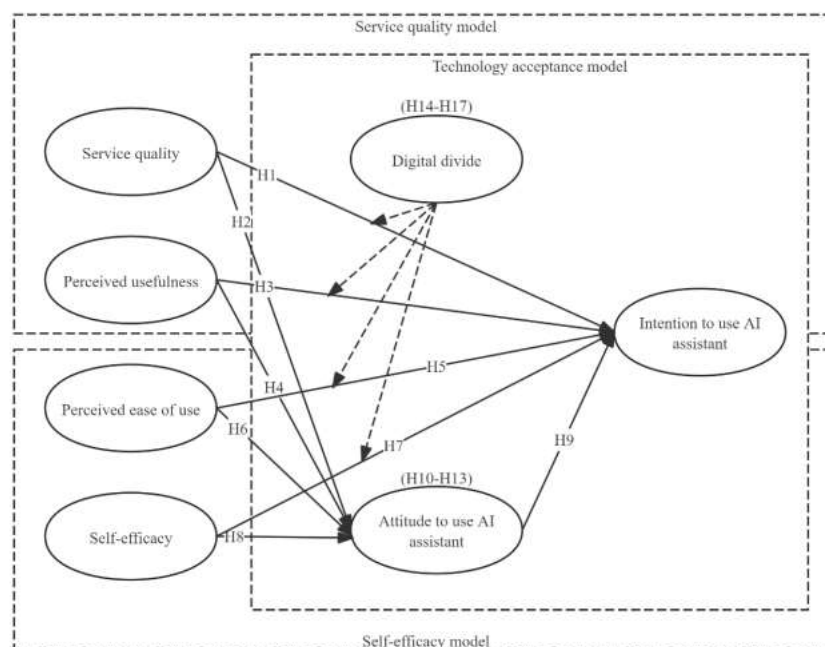 Service quality model
Technology acceptance model
(H14-H17)
Service quality
Digital divide
H1
H2
Perceived usefulness
H3
Intention to use AI
assistant
H4
H5
Perceived ease of use
H6
H7
H9
(H10-H13)
Attitude to use AI
assistant
Self-efficacy
H8
Self-efficacy model